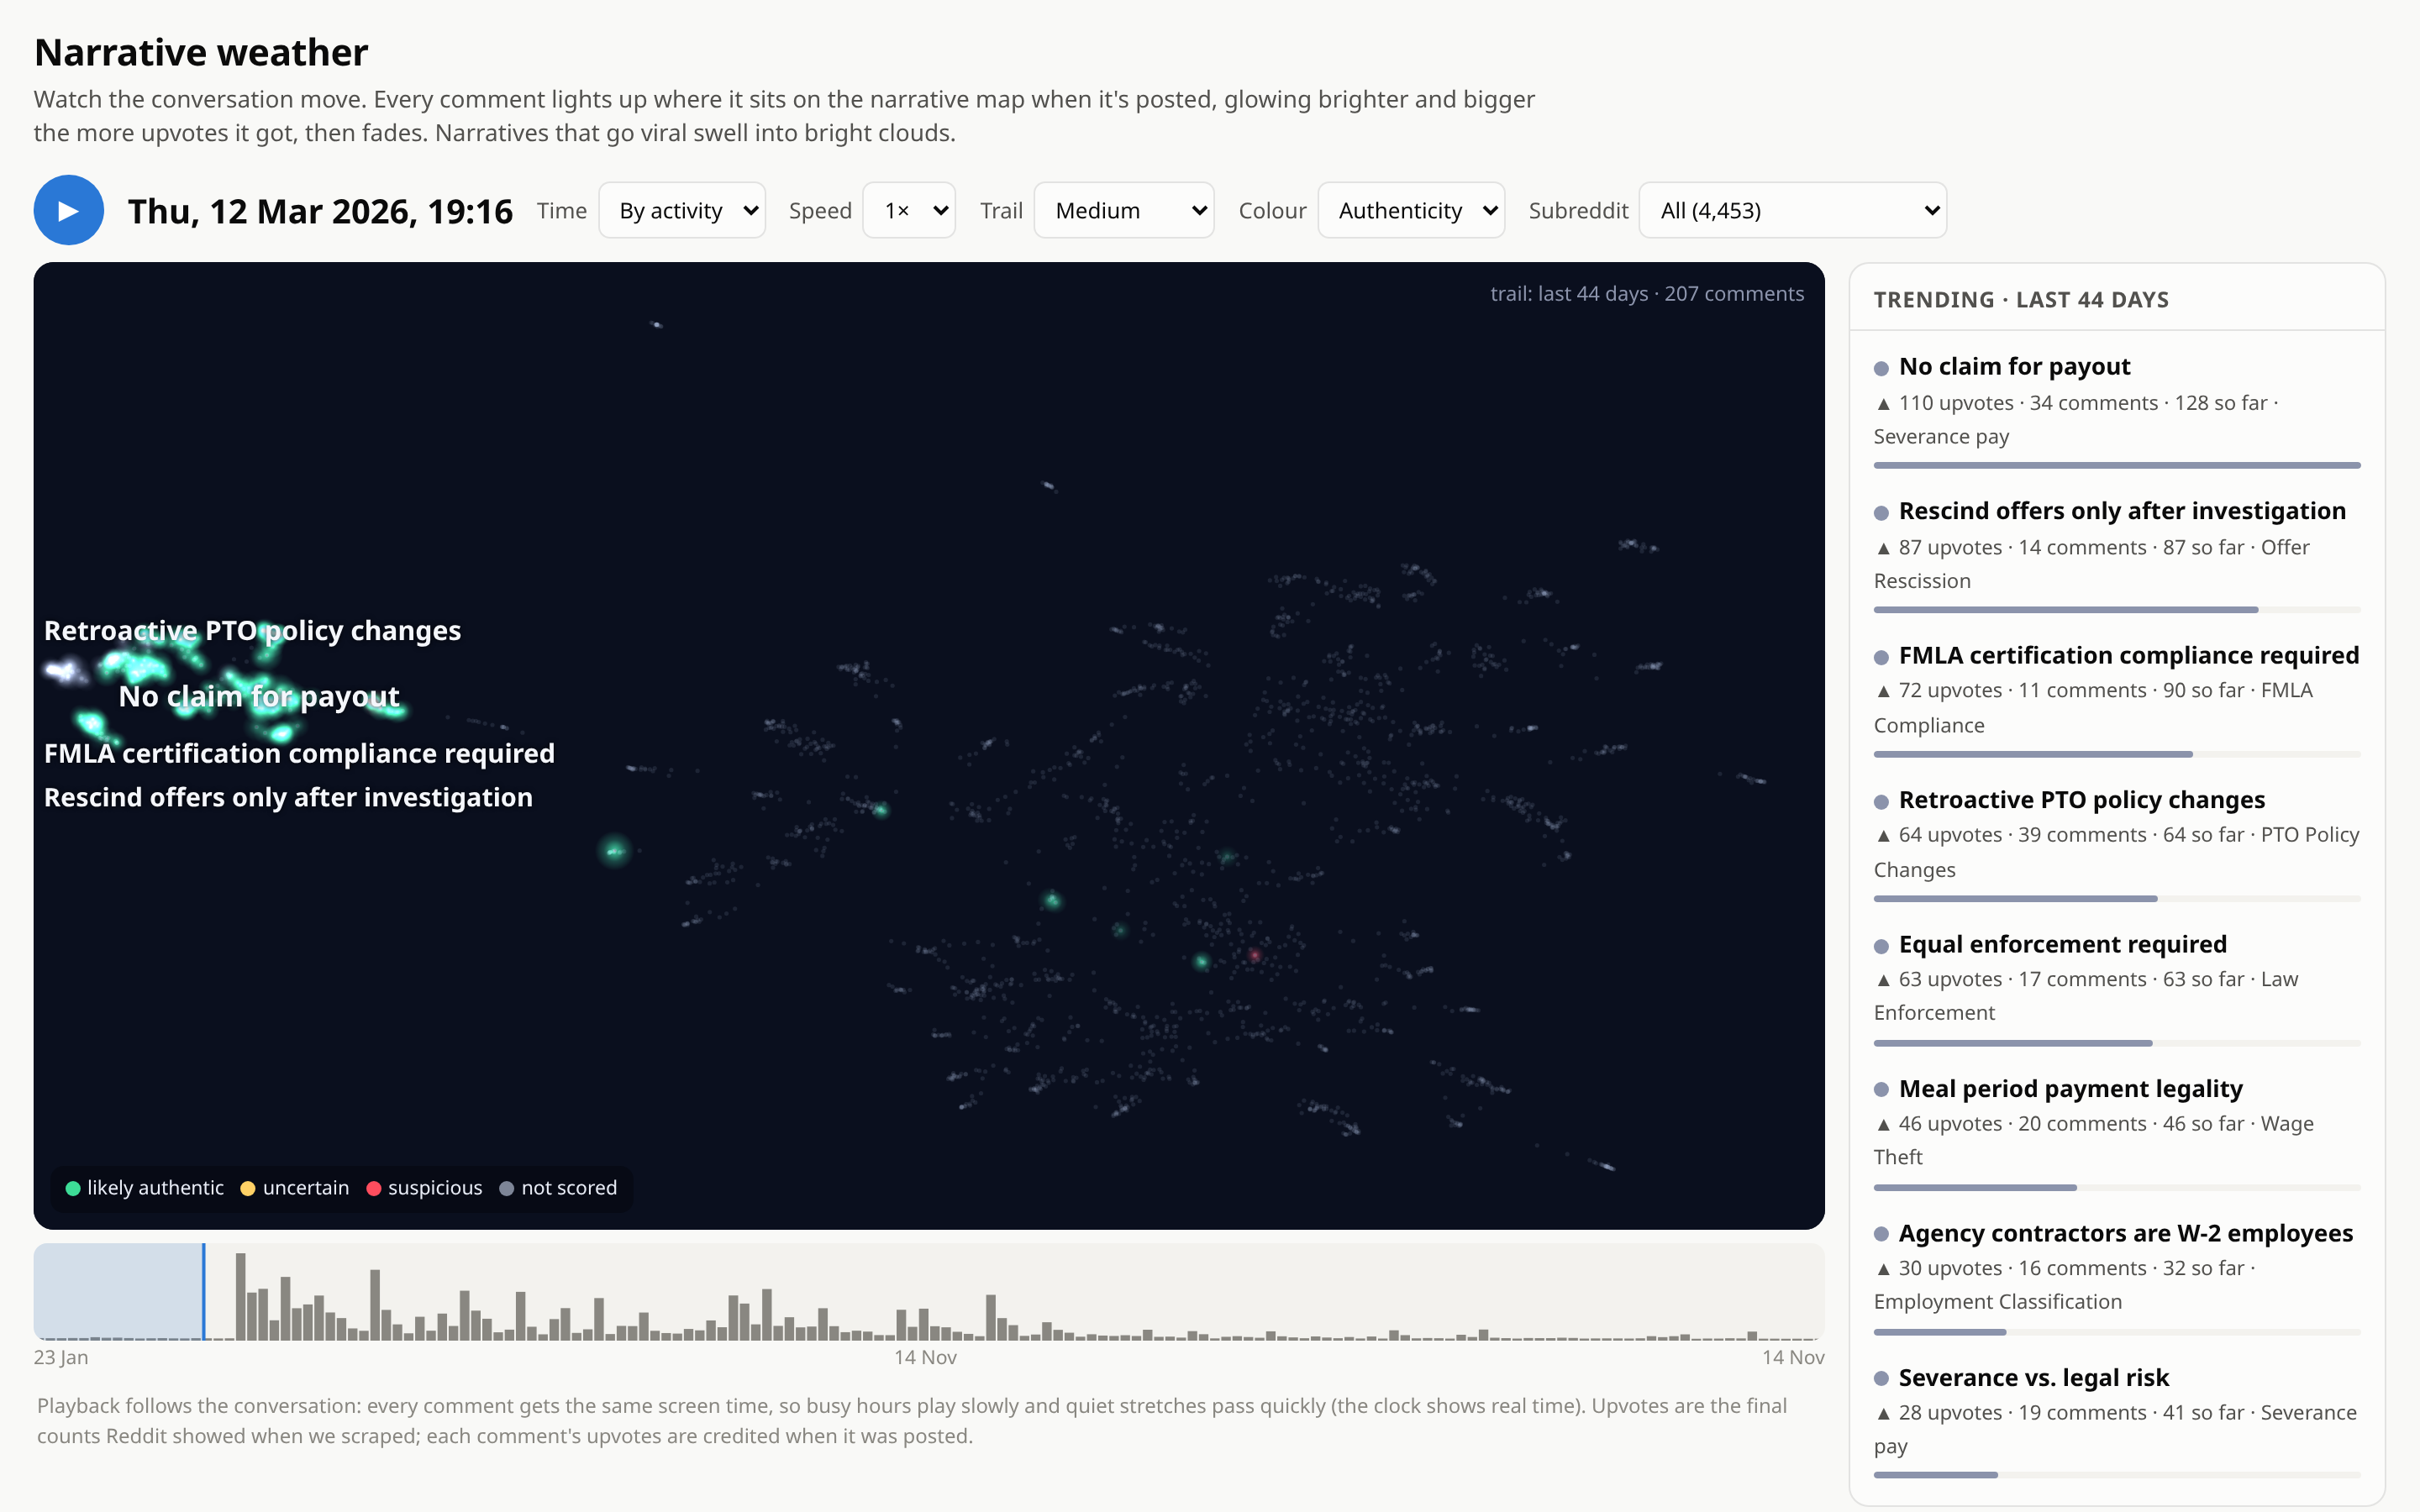 Narrative weather
Watch the conversation move. Every comment lights up where it sits on the narrative map when it's posted, glowing brighter and bigger
the more upvotes it got, then fades. Narratives that go viral swell into bright clouds.
▶ Thu, 12 Mar 2026, 19:16 Time By activity Speed 1× Trail Medium Colour Authenticity Subreddit All (4,453)
trail: last 44 days · 207 comments
Retroactive PTO policy changes
No claim for payout
FMLA certification compliance required
Rescind offers only after investigation
likely authentic uncertain suspicious not scored
23 Jan 14 Nov 14 Nov
Playback follows the conversation: every comment gets the same screen time, so busy hours play slowly and quiet stretches pass quickly (the clock shows real time). Upvotes are the final
counts Reddit showed when we scraped; each comment's upvotes are credited when it was posted.
TRENDING · LAST 44 DAYS
No claim for payout
▲ 110 upvotes · 34 comments · 128 so far ·
Severance pay
Rescind offers only after investigation
▲ 87 upvotes · 14 comments · 87 so far · Offer
Rescission
FMLA certification compliance required
▲ 72 upvotes · 11 comments · 90 so far · FMLA
Compliance
Retroactive PTO policy changes
▲ 64 upvotes · 39 comments · 64 so far · PTO Policy
Changes
Equal enforcement required
▲ 63 upvotes · 17 comments · 63 so far · Law
Enforcement
Meal period payment legality
▲ 46 upvotes · 20 comments · 46 so far · Wage
Theft
Agency contractors are W-2 employees
▲ 30 upvotes · 16 comments · 32 so far ·
Employment Classification
Severance vs. legal risk
▲ 28 upvotes · 19 comments · 41 so far · Severance
pay